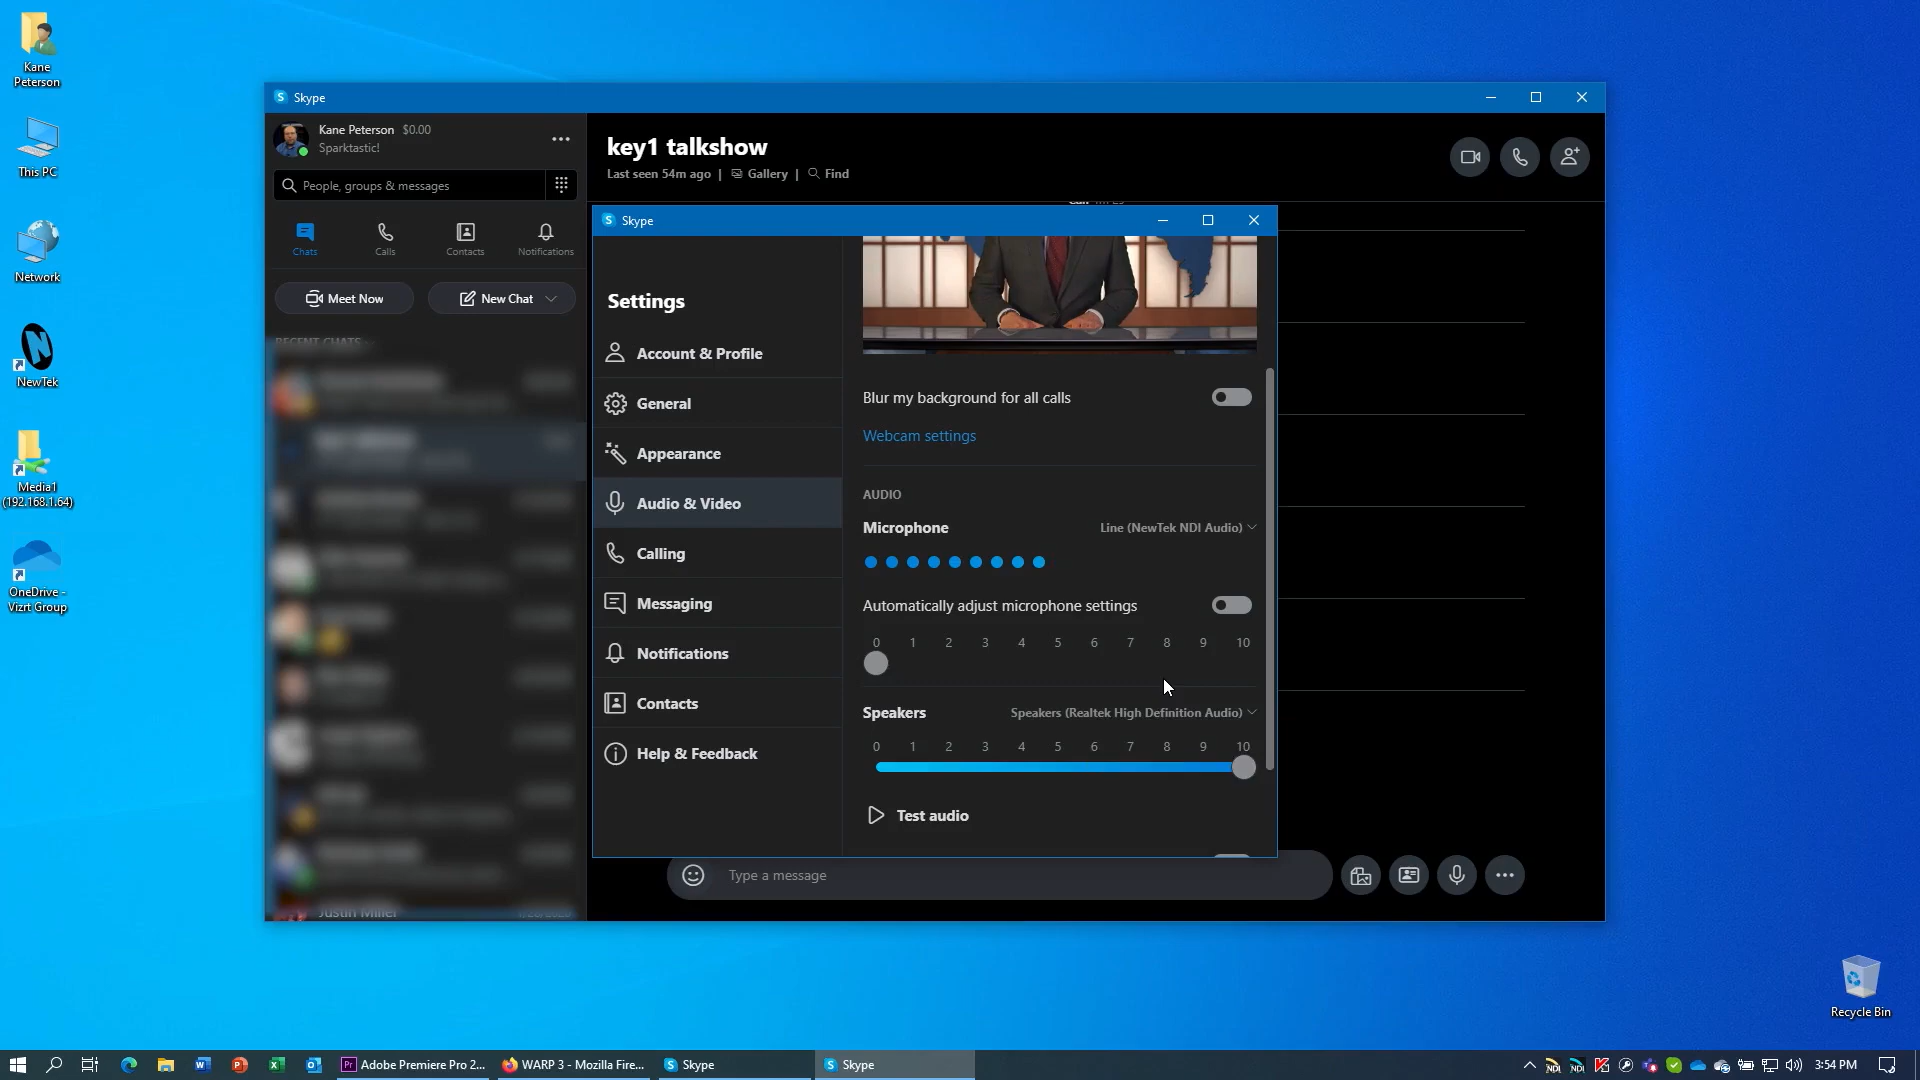 Kane
Peterson
This PC
Network
NewTek
Media1
(192.168.1.64)
OneDrive -
Vizrt Group
Skype
Kane Peterson $0.00
Sparktastic!
People, groups & messages
Chats
Calls
Contacts
Notifications
Meet Now
New Chat
RECENT CHATS
Justin Miller
key1 talkshow
Last seen 54m ago | Gallery | Find
Skype
Settings
Account & Profile
General
Appearance
Audio & Video
Calling
Messaging
Notifications
Contacts
Help & Feedback
Blur my background for all calls
Webcam settings
AUDIO
Microphone Line (NewTek NDI Audio)
Automatically adjust microphone settings
0 1 2 3 4 5 6 7 8 9 10
Speakers Speakers (Realtek High Definition Audio)
0 1 2 3 4 5 6 7 8 9 10
Test audio
Type a message
Recycle Bin
Adobe Premiere Pro 2...
WARP 3 - Mozilla Fire...
Skype
Skype
3:54 PM